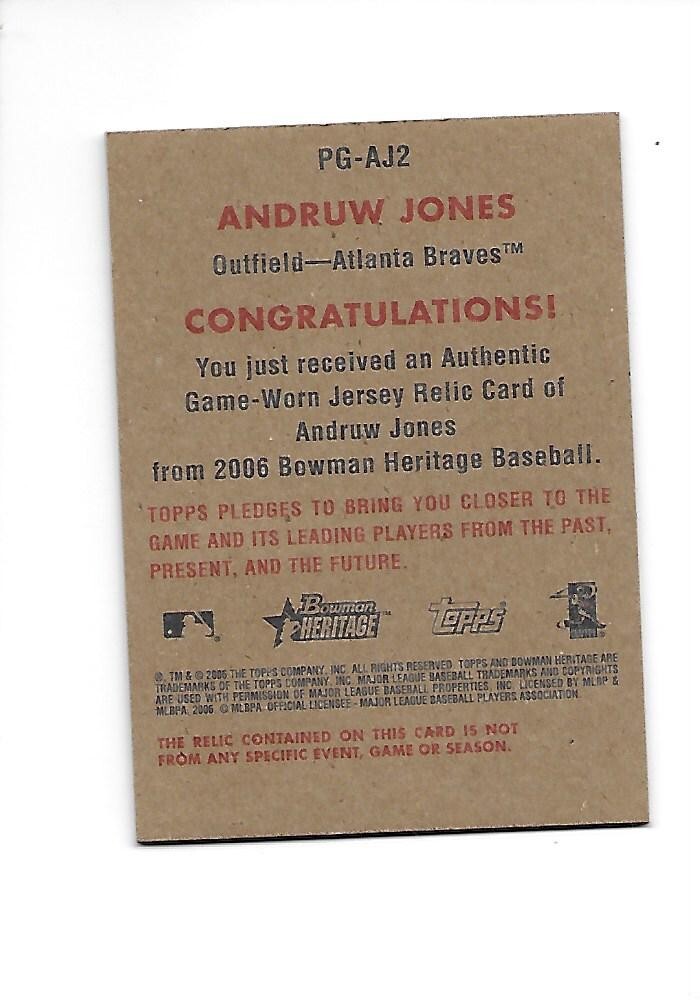 PG-AJ2
ANDRUW JONES
Outfield—Atlanta Braves™
CONGRATULATIONS!
You just received an Authentic
Game-Worn Jersey Relic Card of
Andruw Jones
from 2006 Bowman Heritage Baseball.
TOPPS PLEDGES TO BRING YOU CLOSER TO THE
GAME AND ITS LEADING PLAYERS FROM THE PAST,
PRESENT, AND THE FUTURE.
Bowman HERITAGE™ Topps
®, TM & © 2006 THE TOPPS COMPANY, INC. ALL RIGHTS RESERVED. TOPPS AND BOWMAN HERITAGE ARE
TRADEMARKS OF THE TOPPS COMPANY, INC. MAJOR LEAGUE BASEBALL TRADEMARKS AND COPYRIGHTS
ARE USED WITH PERMISSION OF MAJOR LEAGUE BASEBALL PROPERTIES, INC. LICENSED BY MLBP &
MLBPA, 2006. © MLBPA. OFFICIAL LICENSEE - MAJOR LEAGUE BASEBALL PLAYERS ASSOCIATION.
THE RELIC CONTAINED ON THIS CARD IS NOT
FROM ANY SPECIFIC EVENT, GAME OR SEASON.